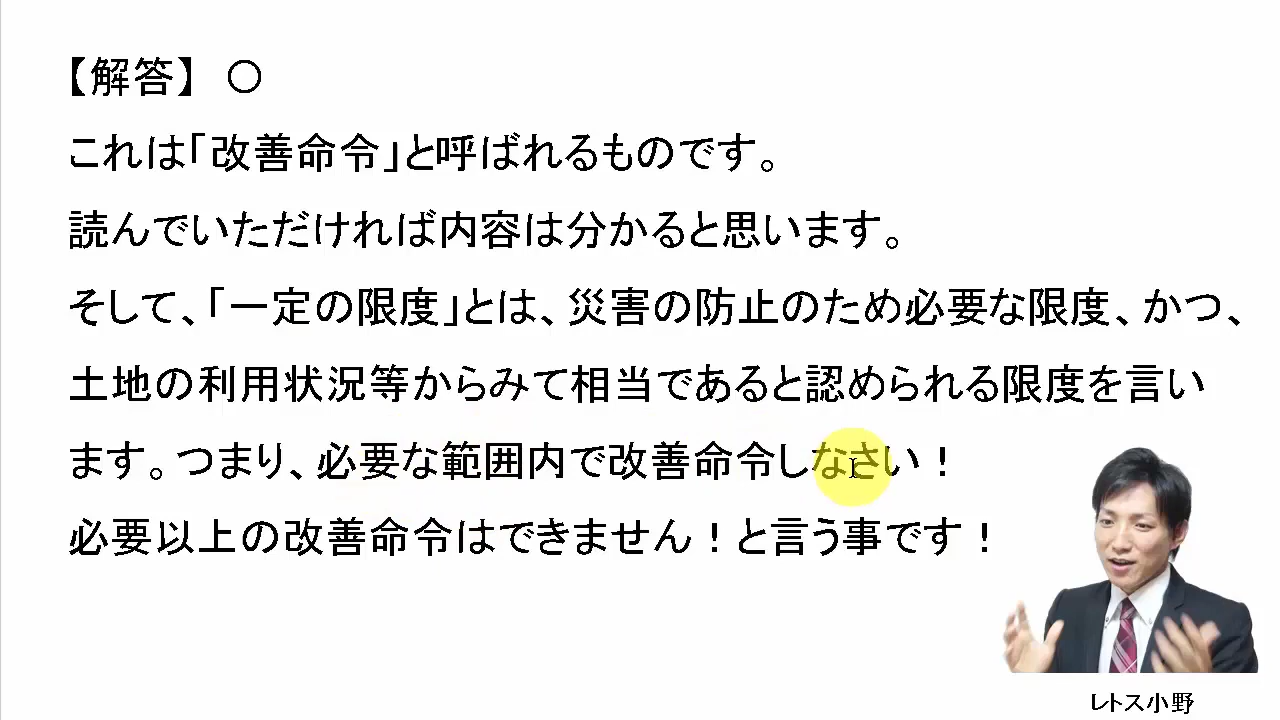 【解答】 ○
これは「改善命令」と呼ばれるものです。
読んでいただければ内容は分かると思います。
そして、「一定の限度」とは、災害の防止のため必要な限度、かつ、
土地の利用状況等からみて相当であると認められる限度を言い
ます。つまり、必要な範囲内で改善命令しなさい！
必要以上の改善命令はできません！と言う事です！
レトス小野